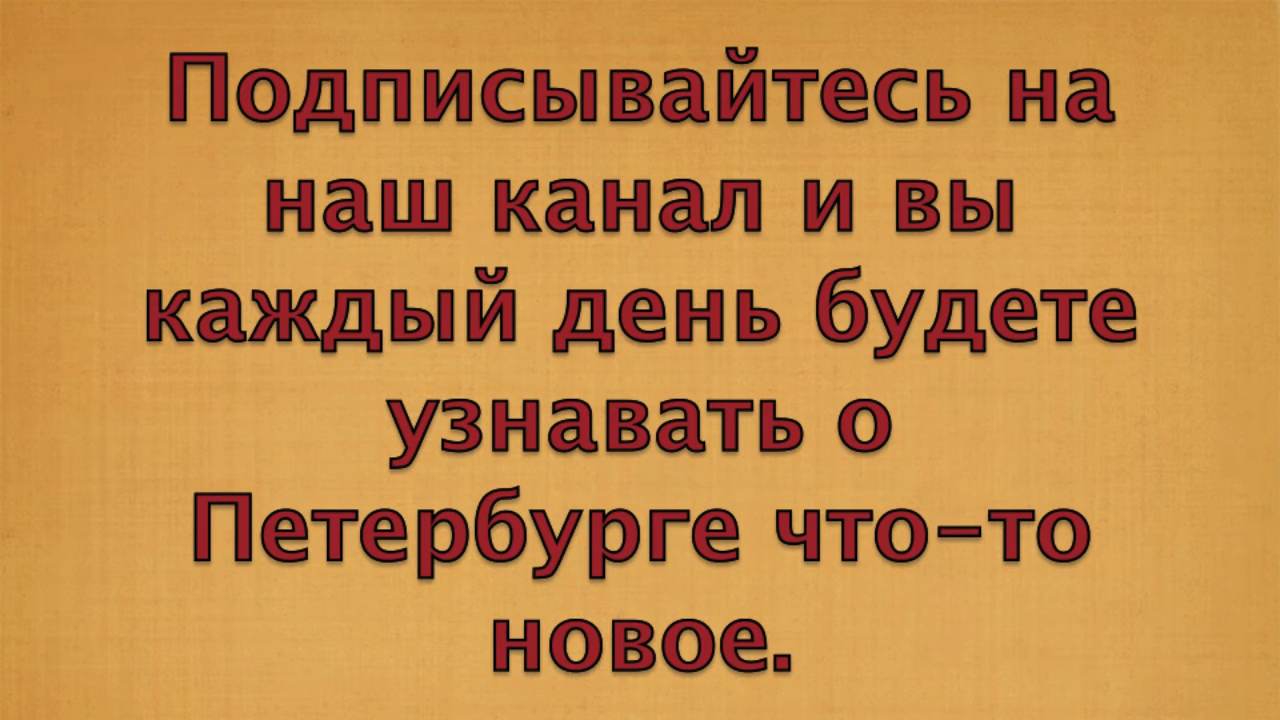 Подписывайтесь на
наш канал и вы
каждый день будете
узнавать о
Петербурге что-то
новое.